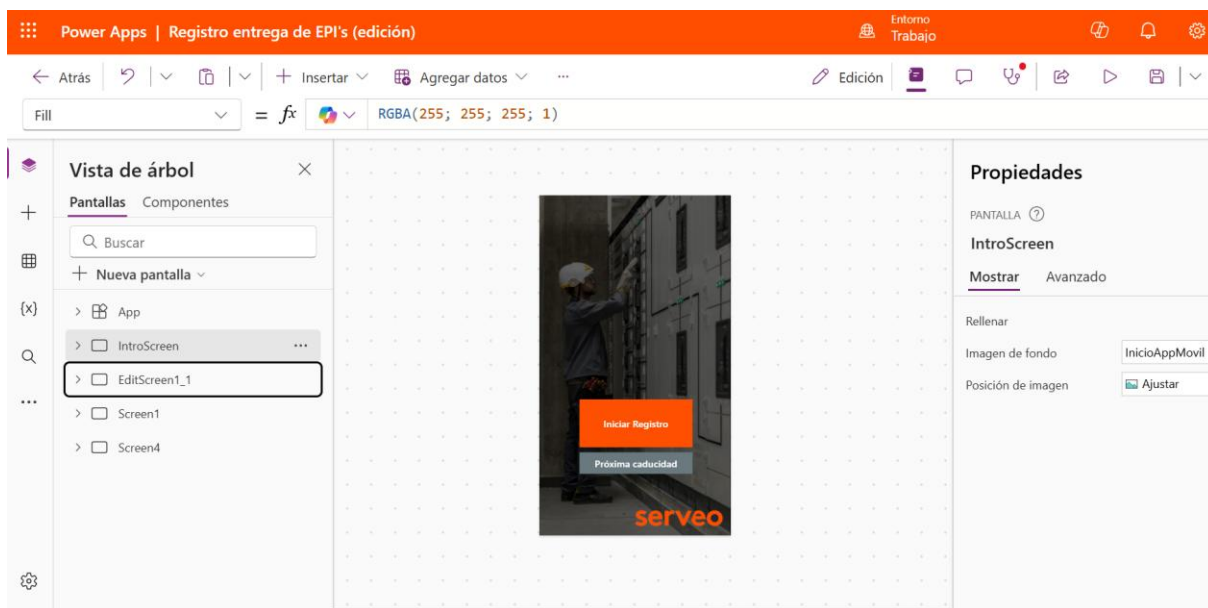 Power Apps | Registro entrega de EPI's (edición)
Entorno
Trabajo
Atrás
Insertar
Agregar datos
...
Edición
Fill
= fx
RGBA(255; 255; 255; 1)
Vista de árbol
Pantallas Componentes
Buscar
Nueva pantalla
App
IntroScreen
...
EditScreen1_1
Screen1
Screen4
{x}
Iniciar Registro
Próxima caducidad
serveo
Propiedades
PANTALLA
IntroScreen
Mostrar Avanzado
Rellenar
Imagen de fondo InicioAppMovil
Posición de imagen Ajustar